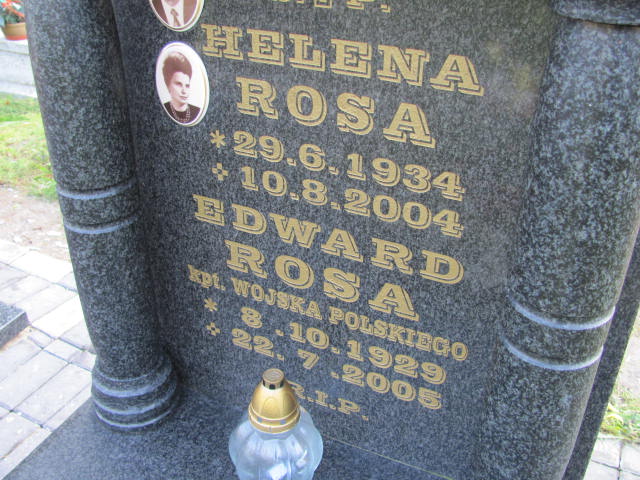 HELENA
ROSA
* 29.6.1934
+ 10.8.2004
EDWARD
ROSA
kpt. WOJSKA POLSKIEGO
* 8.10.1929
+ 22.7.2005
R.I.P.